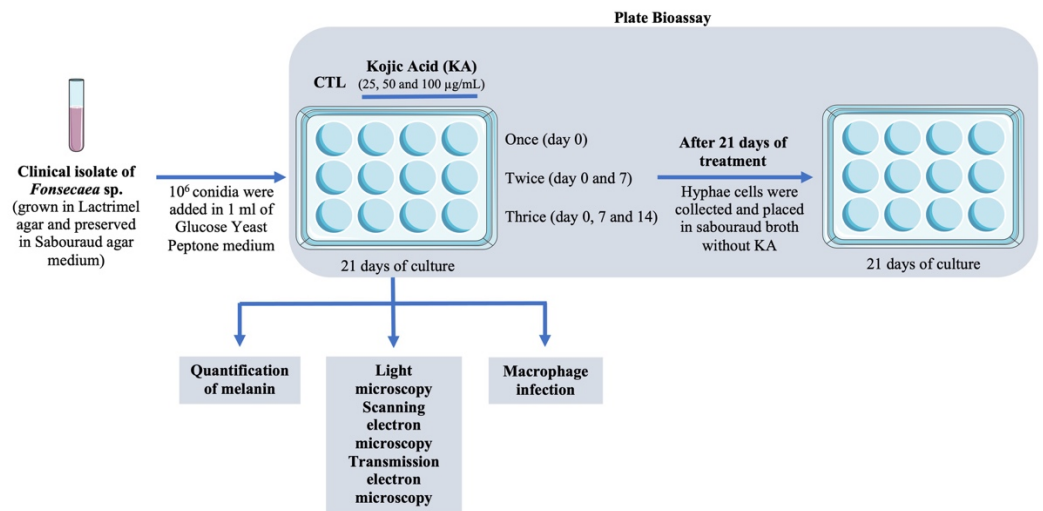 Plate Bioassay
Kojic Acid (KA)
CTL (25, 50 and 100 µg/mL)
Clinical isolate of
Fonsecaea sp.
(grown in Lactrimel
agar and preserved
in Sabouraud agar
medium)
10⁶ conidia were
added in 1 ml of
Glucose Yeast
Peptone medium
Once (day 0)
Twice (day 0 and 7)
Thrice (day 0, 7 and 14)
21 days of culture
After 21 days of
treatment
Hyphae cells were
collected and placed
in sabouraud broth
without KA
21 days of culture
Quantification
of melanin
Light
microscopy
Scanning
electron
microscopy
Transmission
electron
microscopy
Macrophage
infection